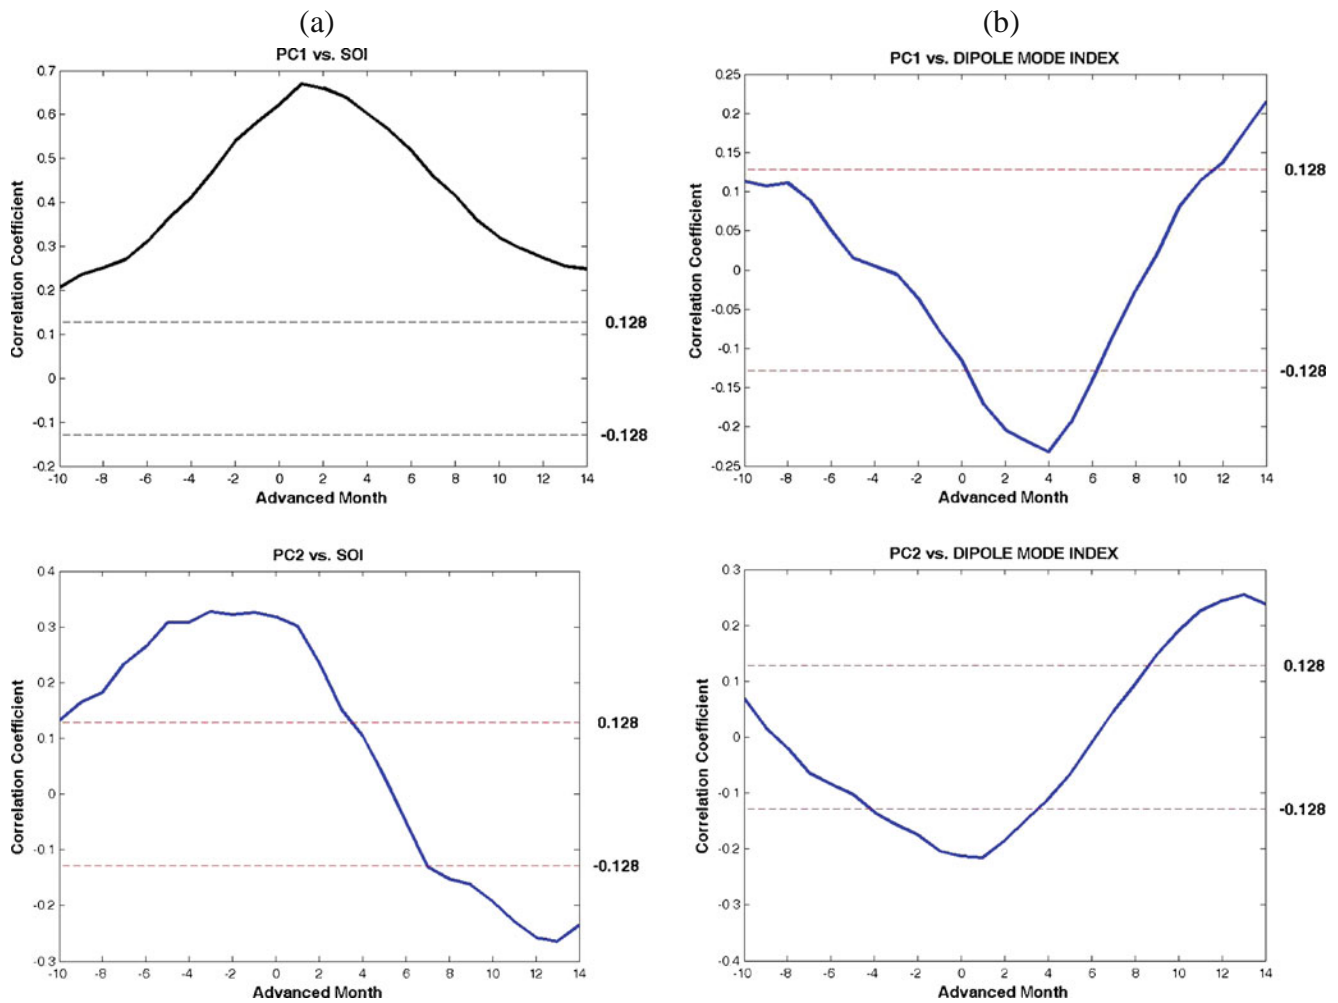 (a)
PC1 vs. SOI
Correlation Coefficient
0.7
0.6
0.5
0.4
0.3
0.2
0.1
0
-0.1
-0.2
0.128
-0.128
-10 -8 -6 -4 -2 0 2 4 6 8 10 12 14
Advanced Month
(b)
PC1 vs. DIPOLE MODE INDEX
Correlation Coefficient
0.25
0.2
0.15
0.1
0.05
0
-0.05
-0.1
-0.15
-0.2
-0.25
0.128
-0.128
-10 -8 -6 -4 -2 0 2 4 6 8 10 12 14
Advanced Month
PC2 vs. SOI
Correlation Coefficient
0.4
0.3
0.2
0.1
0
-0.1
-0.2
-0.3
0.128
-0.128
-10 -8 -6 -4 -2 0 2 4 6 8 10 12 14
Advanced Month
PC2 vs. DIPOLE MODE INDEX
Correlation Coefficient
0.3
0.2
0.1
0
-0.1
-0.2
-0.3
-0.4
0.128
-0.128
-10 -8 -6 -4 -2 0 2 4 6 8 10 12 14
Advanced Month